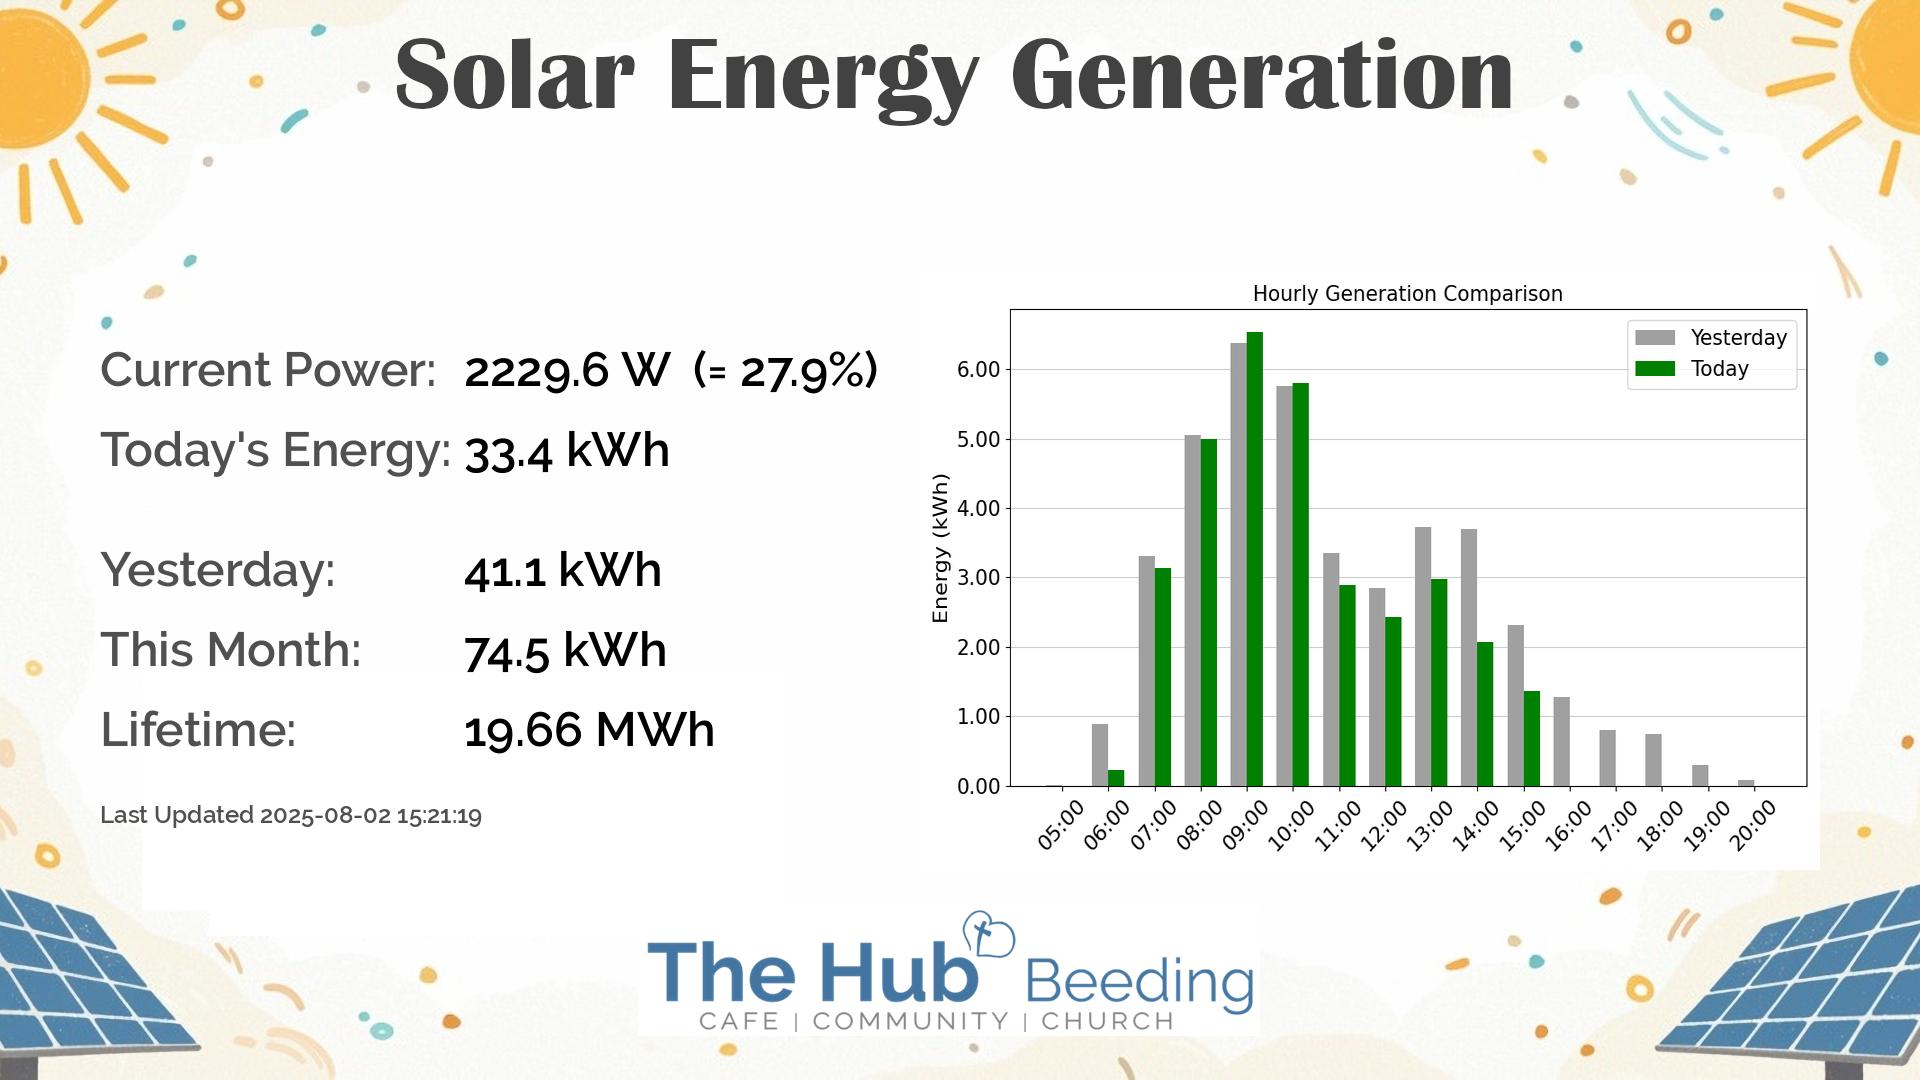 Solar Energy Generation
Current Power: 2229.6 W (= 27.9%)
Today's Energy: 33.4 kWh
Yesterday: 41.1 kWh
This Month: 74.5 kWh
Lifetime: 19.66 MWh
Last Updated 2025-08-02 15:21:19
Hourly Generation Comparison
Yesterday
Today
Energy (kWh)
6.00
5.00
4.00
3.00
2.00
1.00
0.00
05:00 06:00 07:00 08:00 09:00 10:00 11:00 12:00 13:00 14:00 15:00 16:00 17:00 18:00 19:00 20:00
The Hub Beeding
CAFE | COMMUNITY | CHURCH